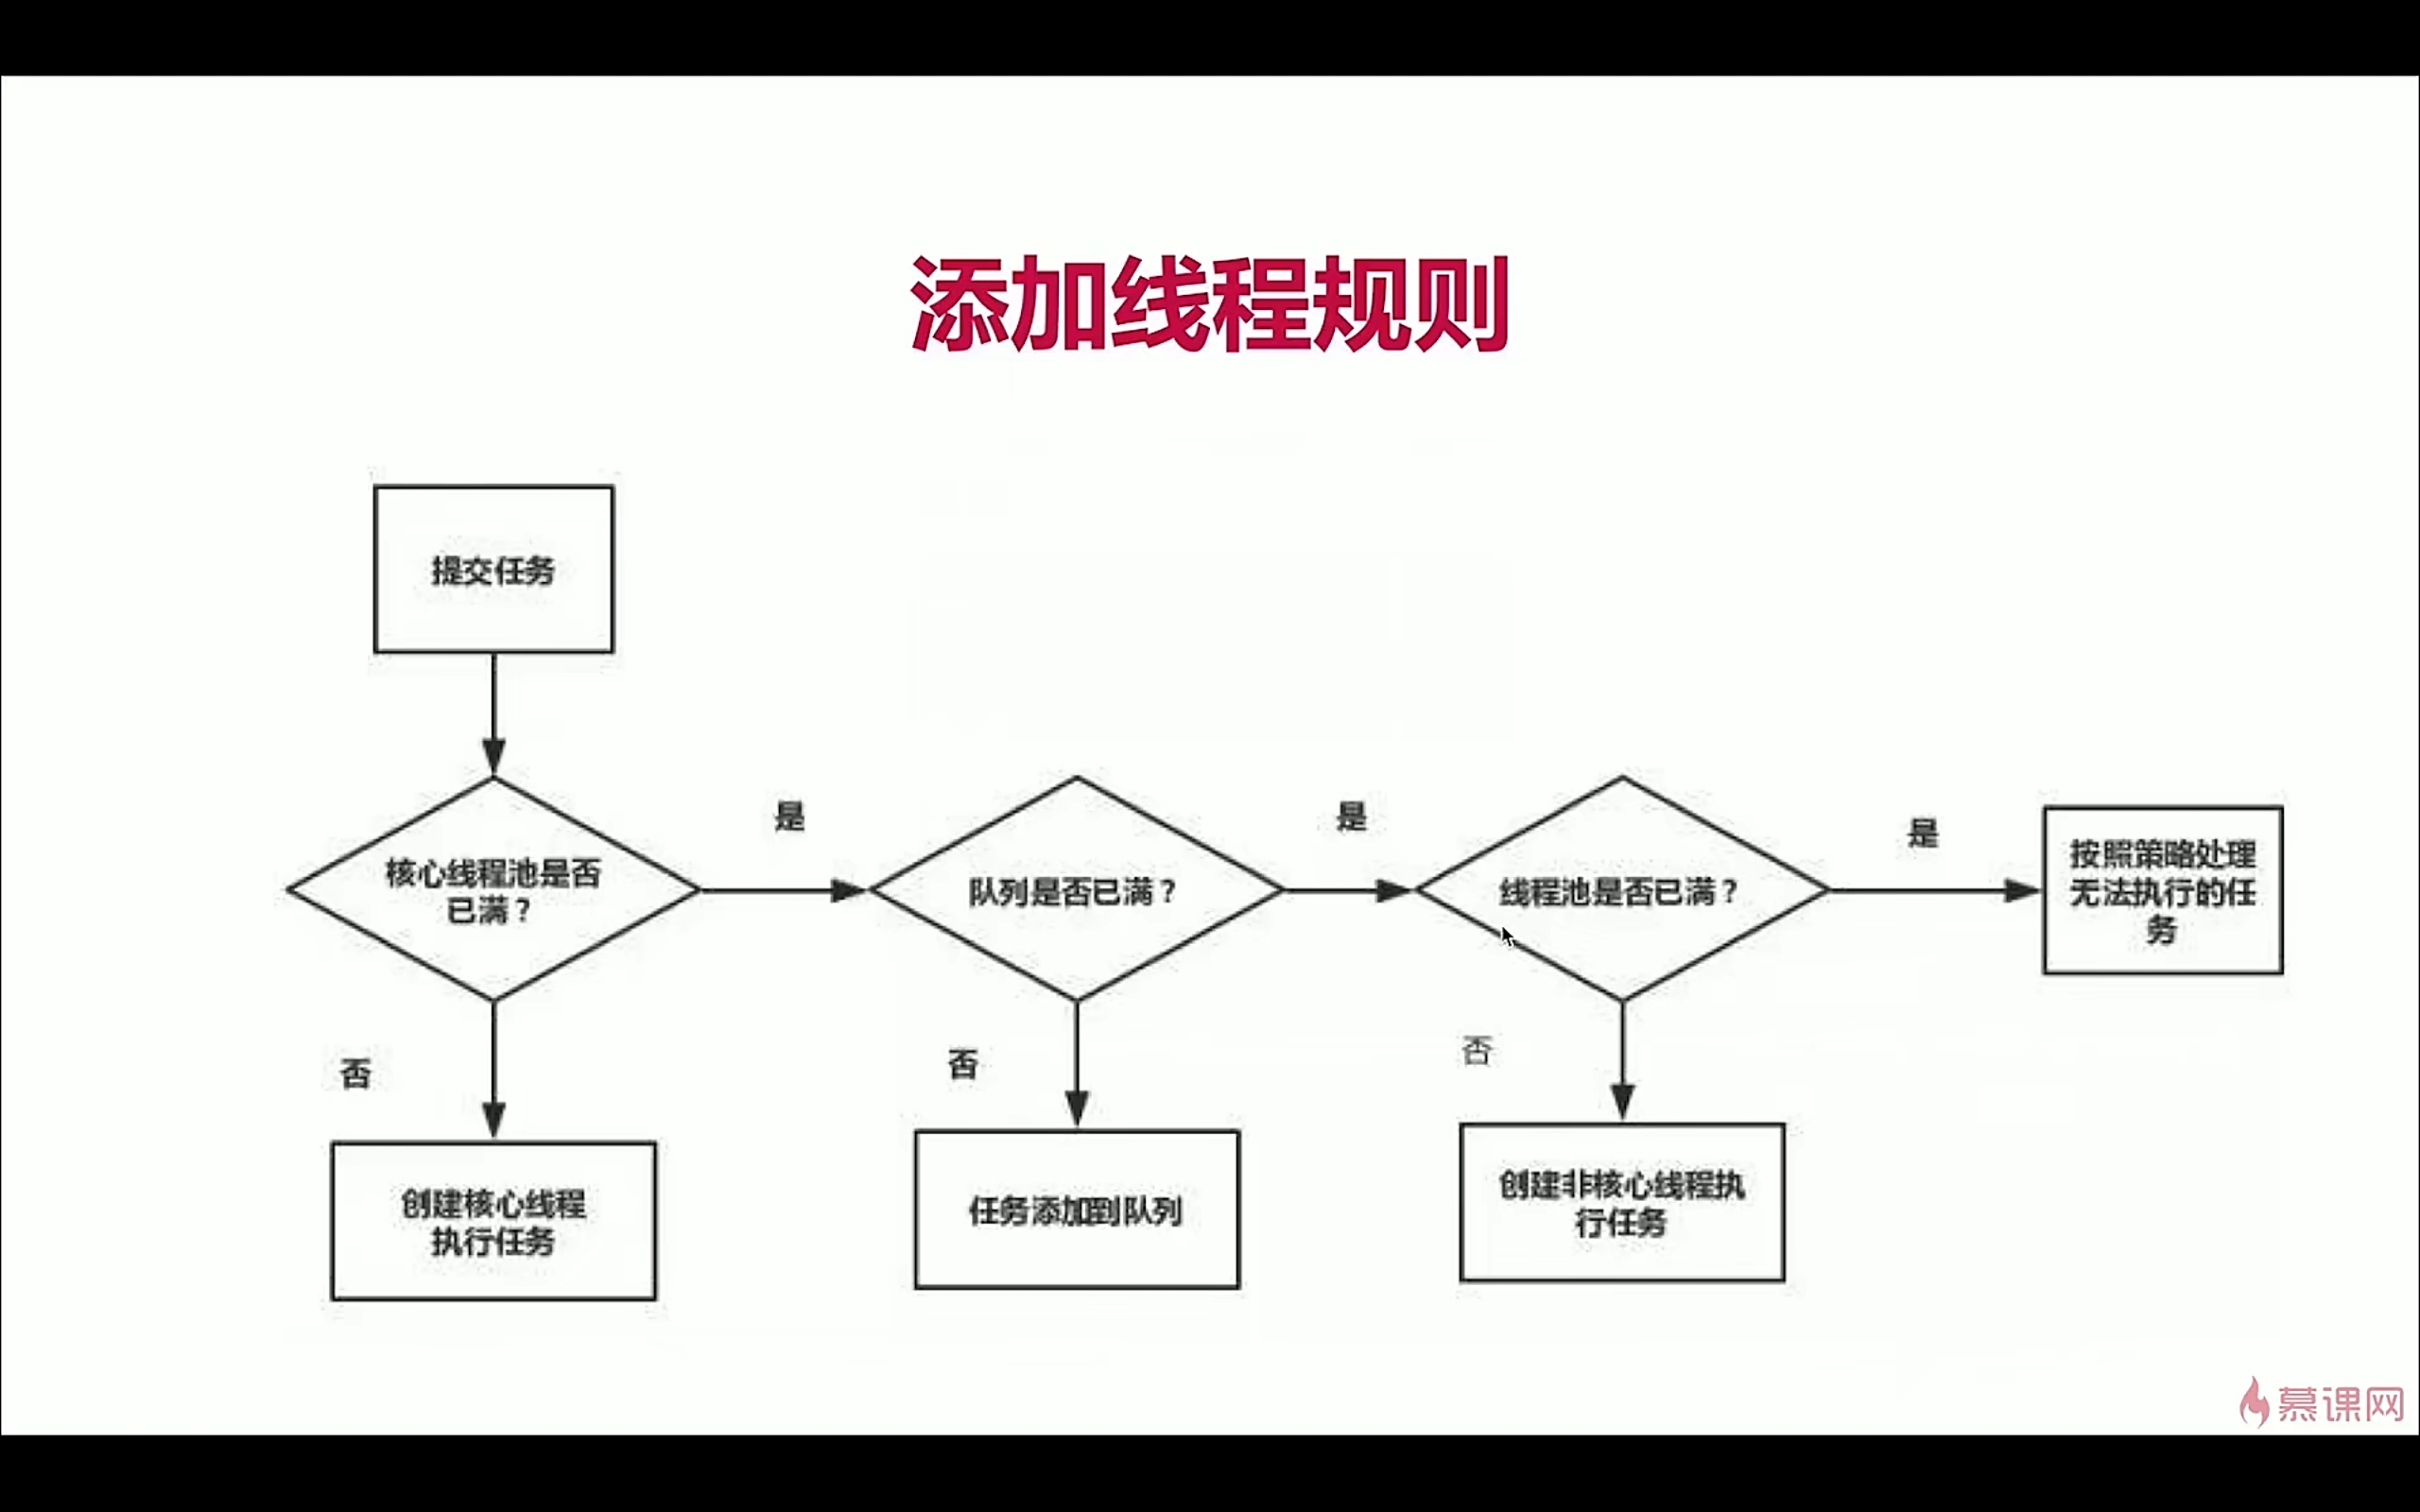 添加线程规则
提交任务
核心线程池是否
已满？
是
队列是否已满？
是
线程池是否已满？
是
按照策略处理
无法执行的任
务
否
创建核心线程
执行任务
否
任务添加到队列
否
创建非核心线程执
行任务
慕课网